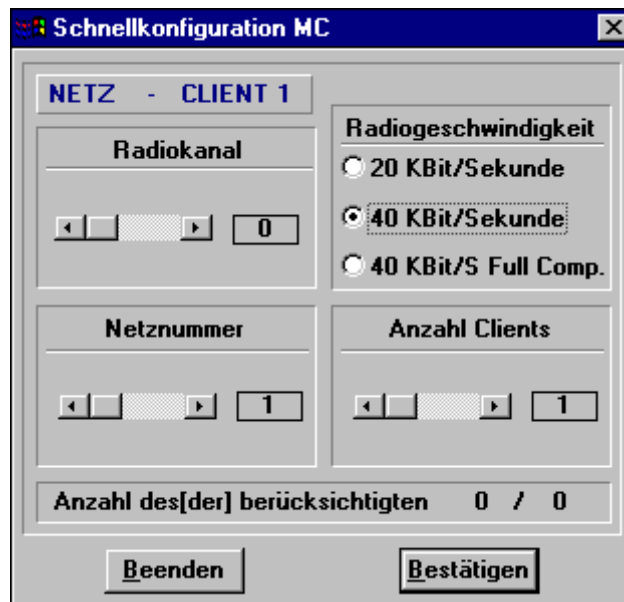 Schnellkonfiguration MC
NETZ - CLIENT 1
Radiokanal
0
Radiogeschwindigkeit
20 KBit/Sekunde
40 KBit/Sekunde
40 KBit/S Full Comp.
Netznummer
1
Anzahl Clients
1
Anzahl des[der] berücksichtigten 0 / 0
Beenden
Bestätigen